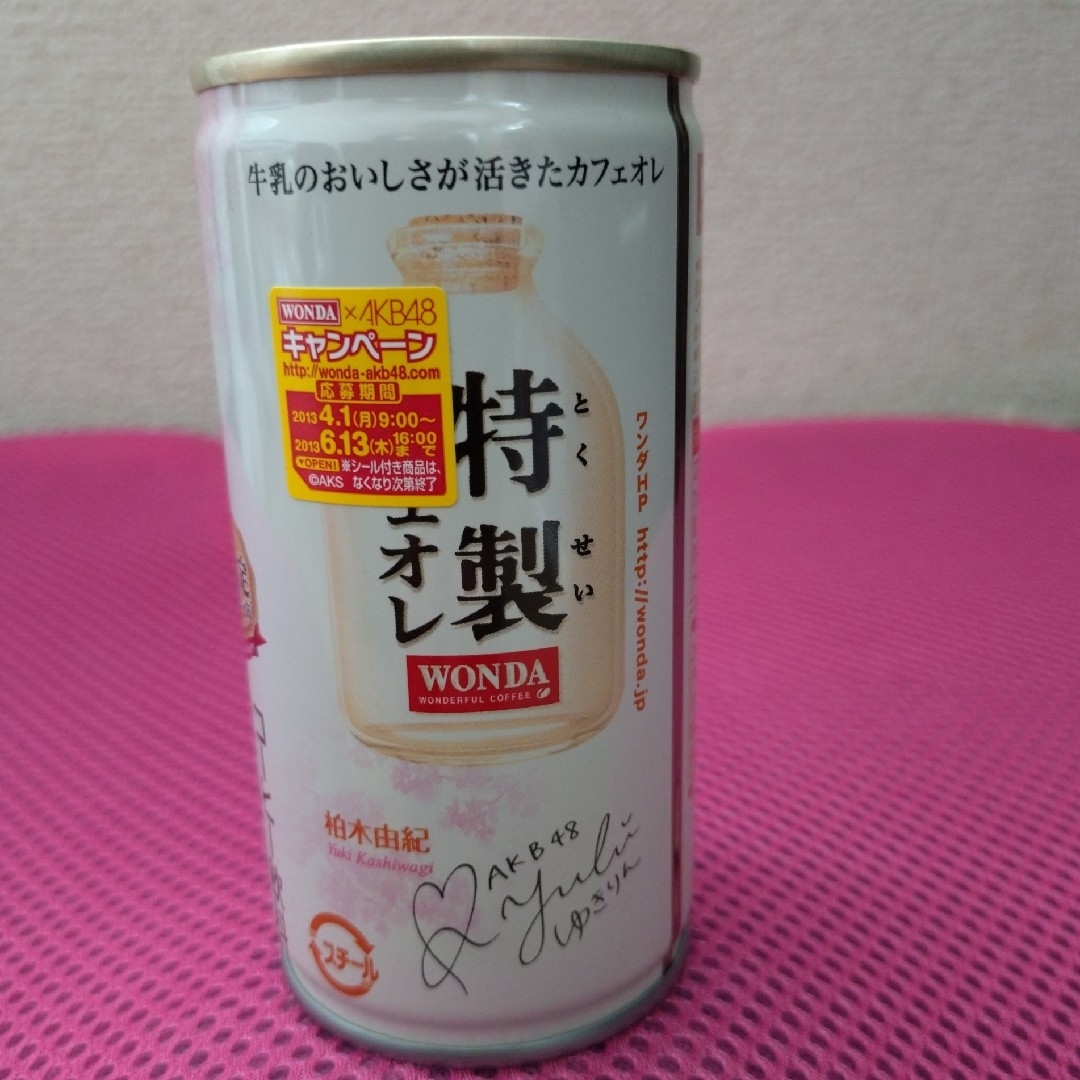 牛乳のおいしさが活きたカフェオレ
WONDA×AKB48
キャンペーン
http://wonda-akb48.com
応募期間
2013 4.1(月)9:00〜
2013 6.13(木)16:00まで
▼OPEN! ※シール付き商品は、
©AKS なくなり次第終了
特製
とくせい
ェオレ
WONDA
WONDERFUL COFFEE
ワンダHP http://wonda.jp
柏木由紀
Yuki Kashiwagi
AKB48
Yuki
ゆきりん
スチール